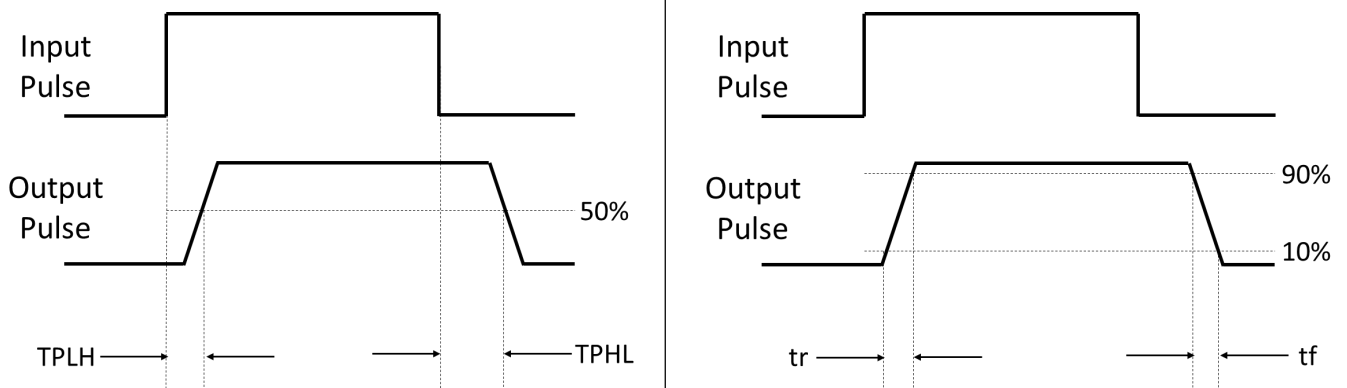 Input
Pulse
Output
Pulse
50%
TPLH
TPHL
Input
Pulse
Output
Pulse
90%
10%
tr
tf